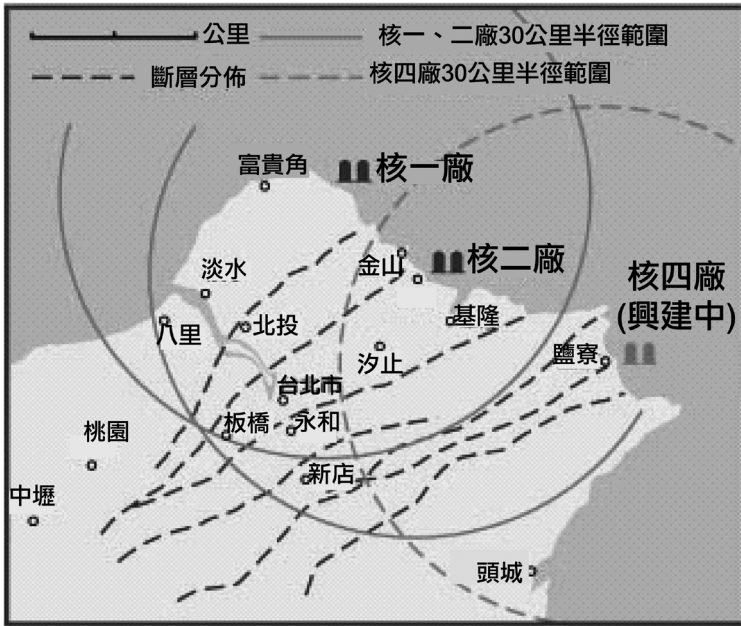 公里
核一、二廠30公里半徑範圍
斷層分佈
核四廠30公里半徑範圍
富貴角
核一廠
金山
核二廠
淡水
核四廠
(興建中)
八里
北投
基隆
汐止
鹽寮
台北市
板橋
永和
桃園
新店
中壢
頭城